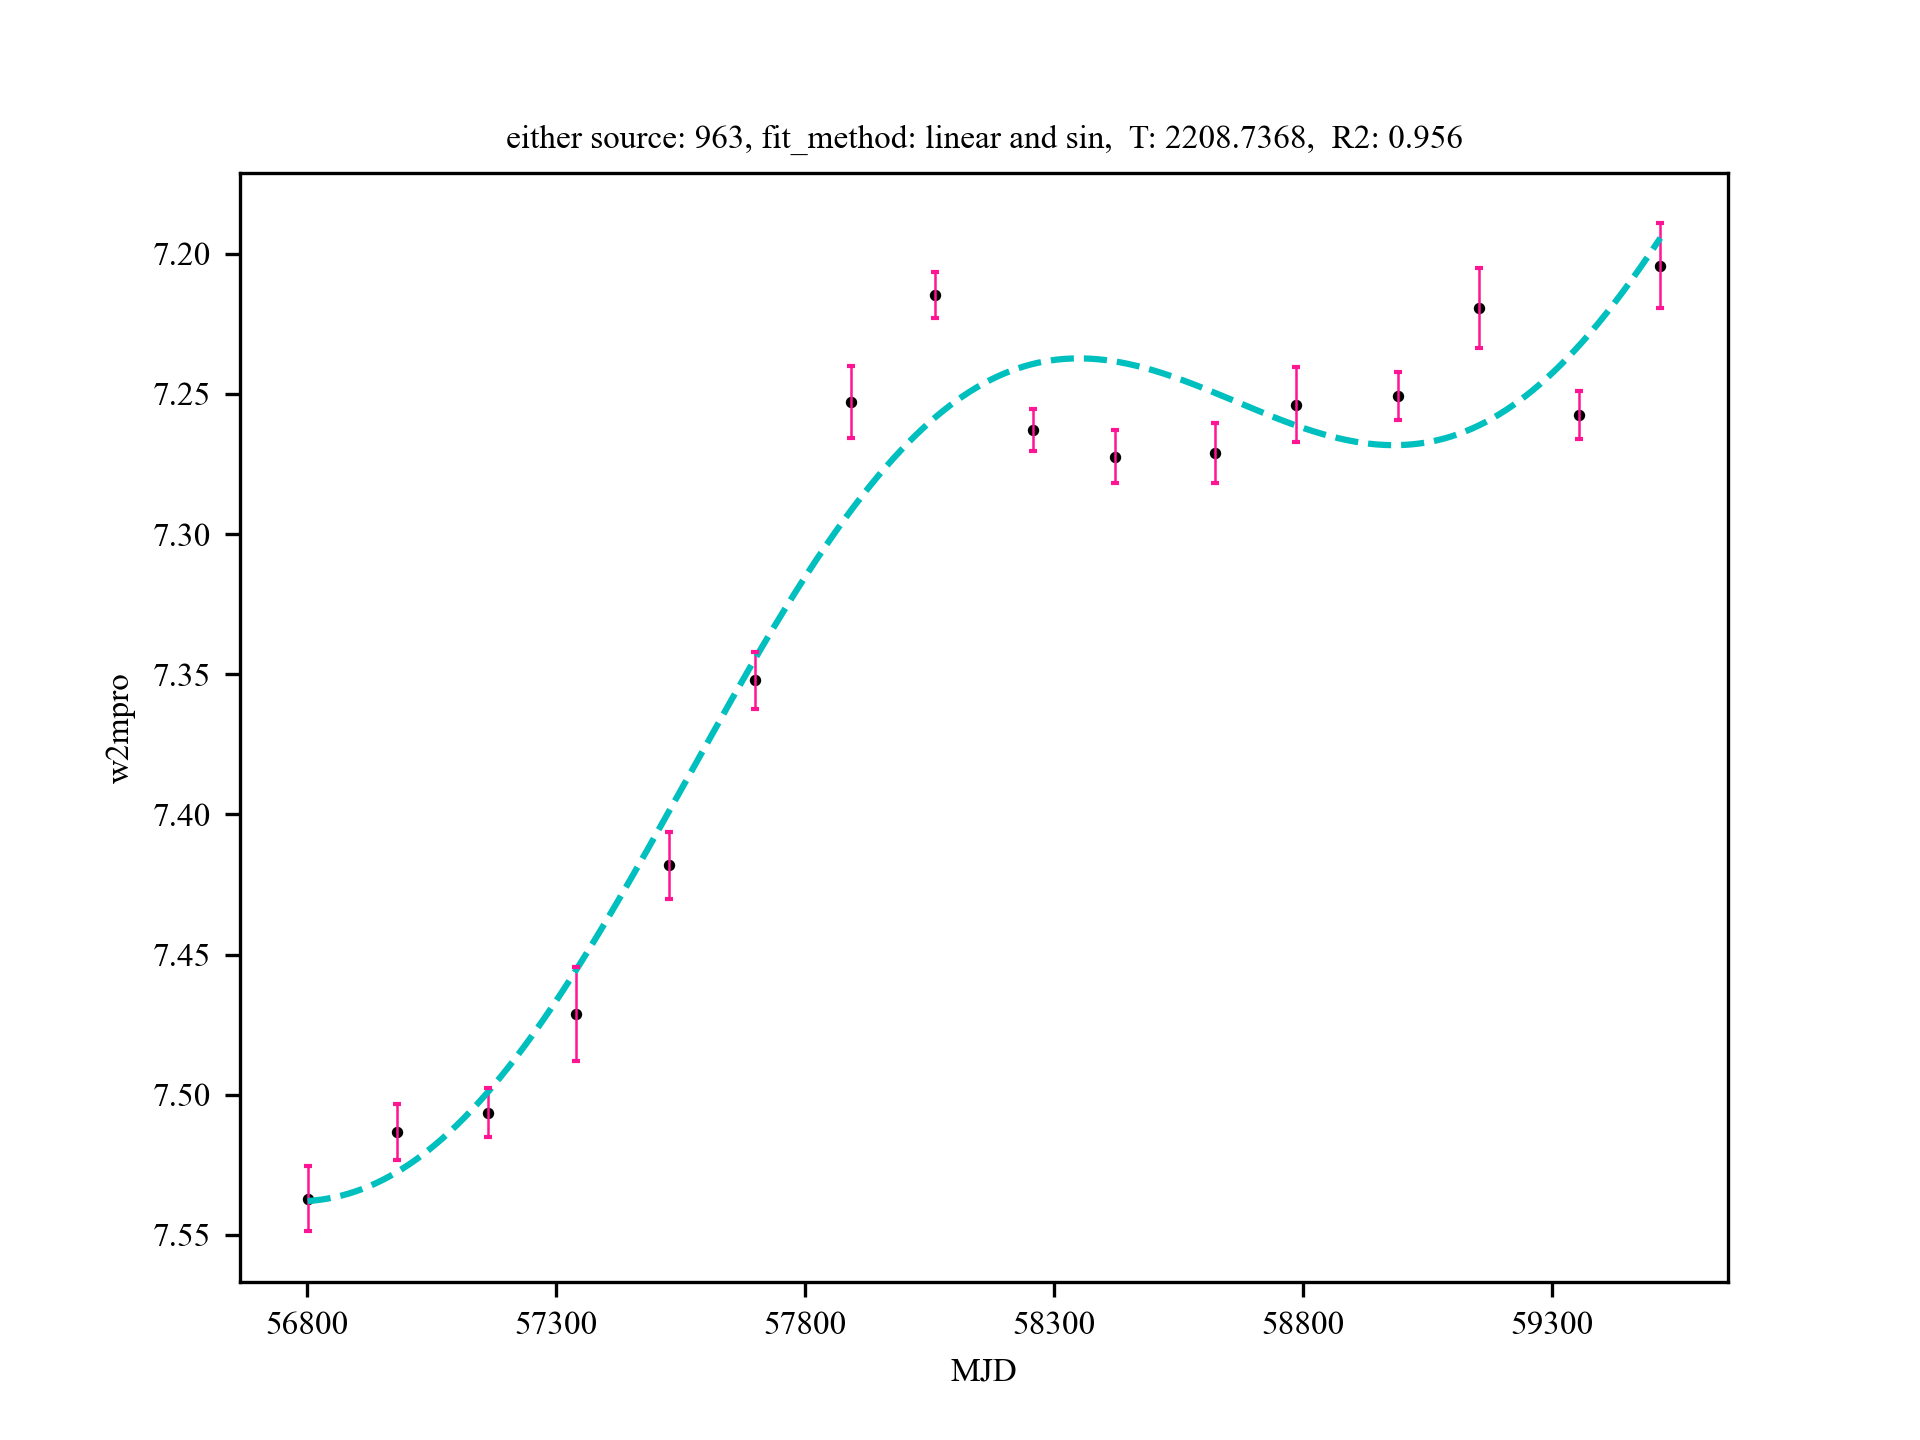 either source: 963, fit_method: linear and sin,  T: 2208.7368,  R2: 0.956
7.20
7.25
7.30
7.35
7.40
7.45
7.50
7.55
w2mpro
56800 57300 57800 58300 58800 59300
MJD